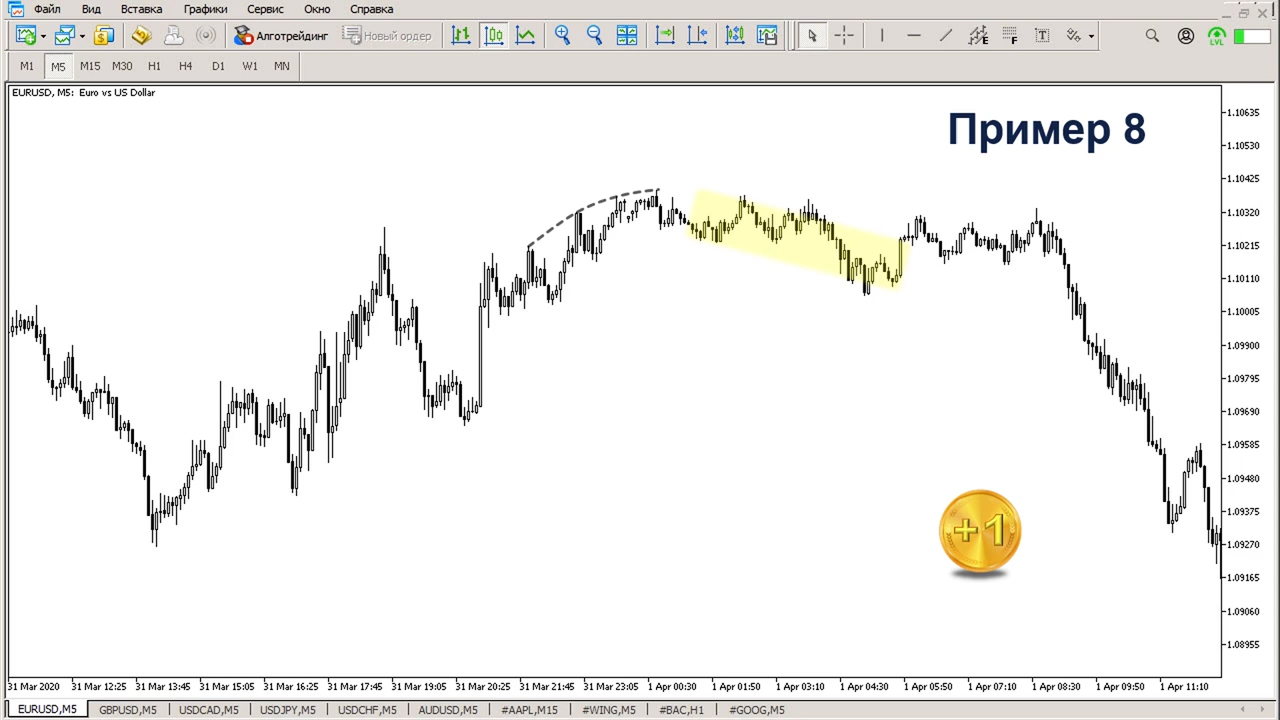 Файл Вид Вставка Графики Сервис Окно Справка
Алготрейдинг Новый ордер E F T LVL
M1 M5 M15 M30 H1 H4 D1 W1 MN
EURUSD, M5: Euro vs US Dollar
Пример 8
1.10635
1.10530
1.10425
1.10320
1.10215
1.10110
1.10005
1.09900
1.09795
1.09690
1.09585
1.09480
1.09375
1.09270
1.09165
1.09060
1.08955
+1
31 Mar 2020 31 Mar 12:25 31 Mar 13:45 31 Mar 15:05 31 Mar 16:25 31 Mar 17:45 31 Mar 19:05 31 Mar 20:25 31 Mar 21:45 31 Mar 23:05 1 Apr 00:30 1 Apr 01:50 1 Apr 03:10 1 Apr 04:30 1 Apr 05:50 1 Apr 07:10 1 Apr 08:30 1 Apr 09:50 1 Apr 11:10
EURUSD,M5 GBPUSD,M5 USDCAD,M5 USDJPY,M5 USDCHF,M5 AUDUSD,M5 #AAPL,M15 #WING,M5 #BAC,H1 #GOOG,M5